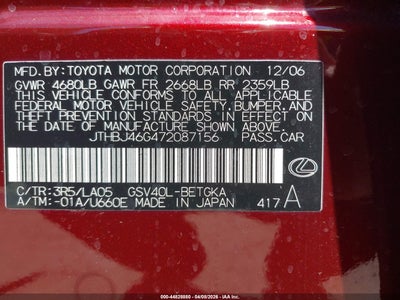 MFD.BY:TOYOTA MOTOR CORPORATION 12/06
GVWR 4680LB GAWR FR 2668LB RR 2359LB
THIS VEHICLE CONFORMS TO ALL APPLICABLE
FEDERAL MOTOR VEHICLE SAFETY,BUMPER,AND
THEFT PREVENTION STANDARDS IN EFFECT ON
THE DATE OF MANUFACTURE SHOWN ABOVE.
JTHBJ46G472087156 PASS.CAR
C/TR:3R5/LA05 GSV40L-BETGKA
A/TM:-01A/U660E MADE IN JAPAN 417 A
000-44828080 - 04/09/2026 - IAAI.COM